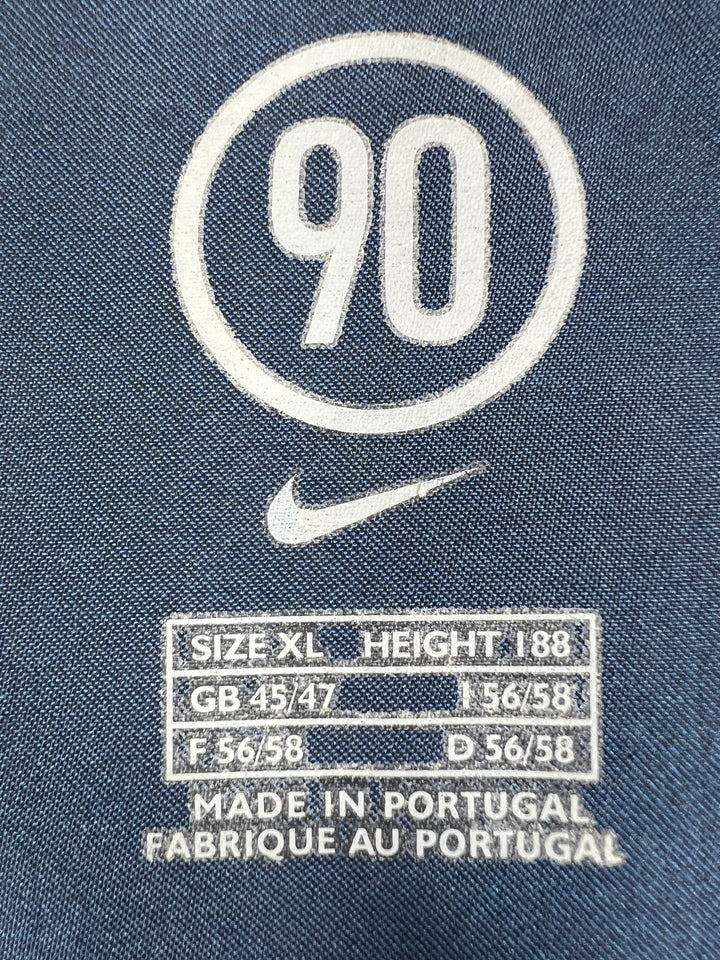 90
SIZE XL HEIGHT 188
GB 45/47 I 56/58
F 56/58 D 56/58
MADE IN PORTUGAL
FABRIQUE AU PORTUGAL